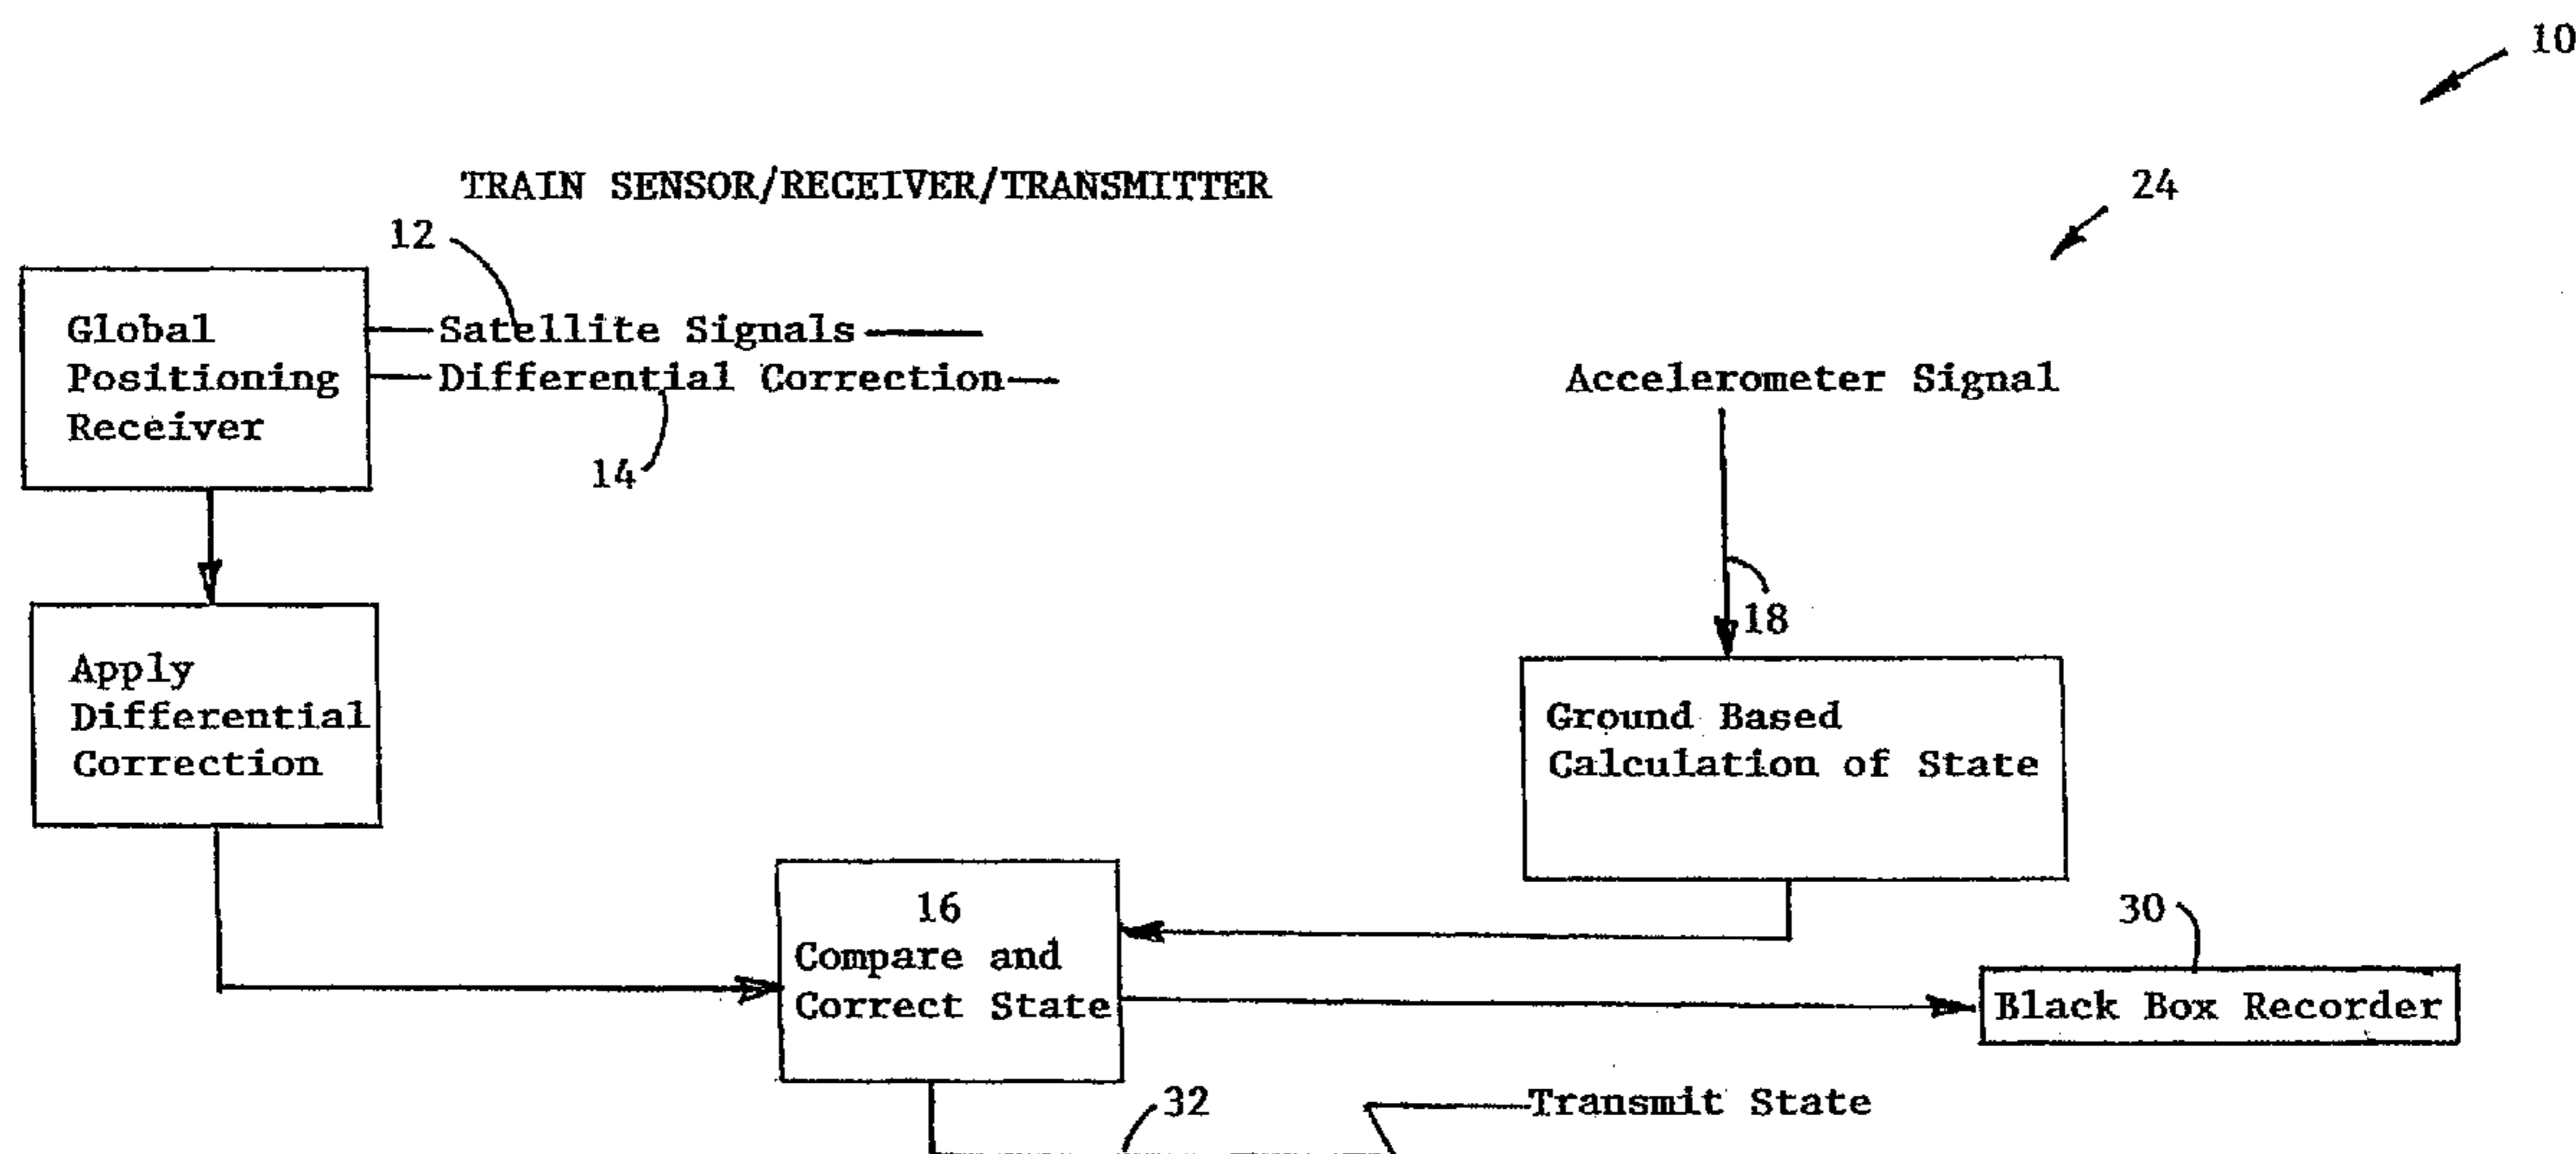 10
TRAIN SENSOR/RECEIVER/TRANSMITTER
24
12
Global
Positioning
Receiver
Satellite Signals
Differential Correction
14
Accelerometer Signal
18
Apply
Differential
Correction
Ground Based
Calculation of State
16
Compare and
Correct State
30
Black Box Recorder
32
Transmit State